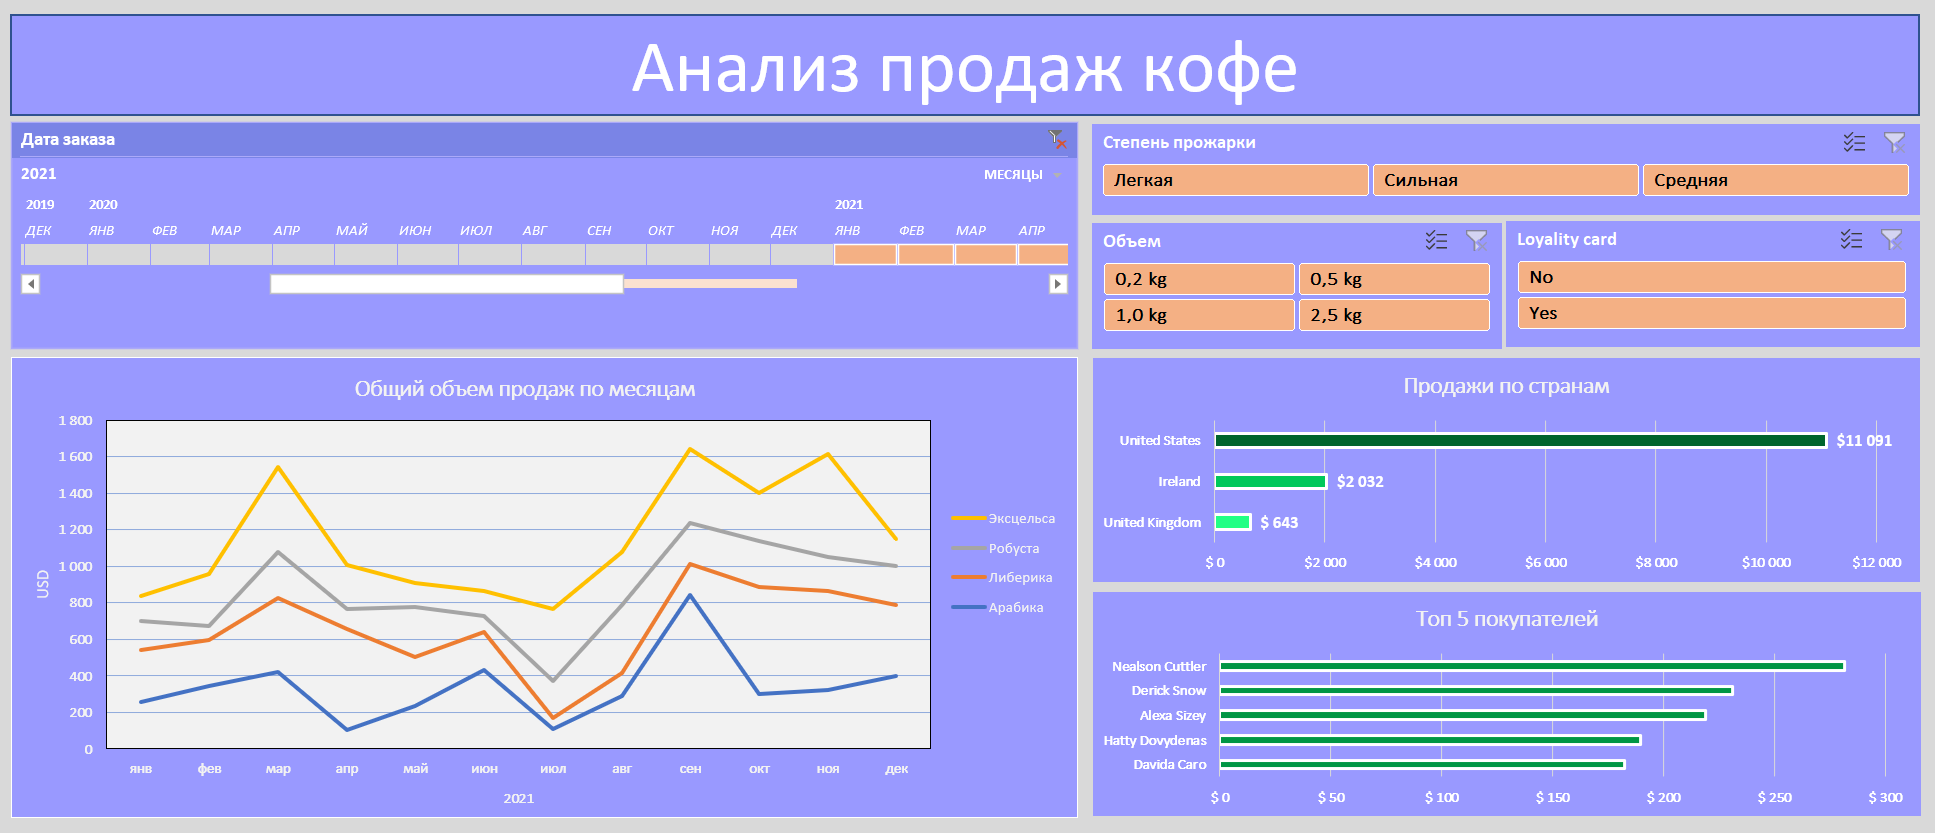 Анализ продаж кофе
Дата заказа
2021
МЕСЯЦЫ
2019 2020 2021
ДЕК ЯНВ ФЕВ МАР АПР МАЙ ИЮН ИЮЛ АВГ СЕН ОКТ НОЯ ДЕК ЯНВ ФЕВ МАР АПР
Степень прожарки
Легкая Сильная Средняя
Объем
0,2 kg 0,5 kg
1,0 kg 2,5 kg
Loyality card
No
Yes
Общий объем продаж по месяцам
1 800
1 600
1 400
1 200
1 000
800
600
400
200
0
USD
янв фев мар апр май июн июл авг сен окт ноя дек
2021
Эксцельса
Робуста
Либерика
Арабика
Продажи по странам
United States $11 091
Ireland $2 032
United Kingdom $ 643
$ 0 $2 000 $4 000 $6 000 $8 000 $10 000 $12 000
Топ 5 покупателей
Nealson Cuttler
Derick Snow
Alexa Sizey
Hatty Dovydenas
Davida Caro
$ 0 $ 50 $ 100 $ 150 $ 200 $ 250 $ 300